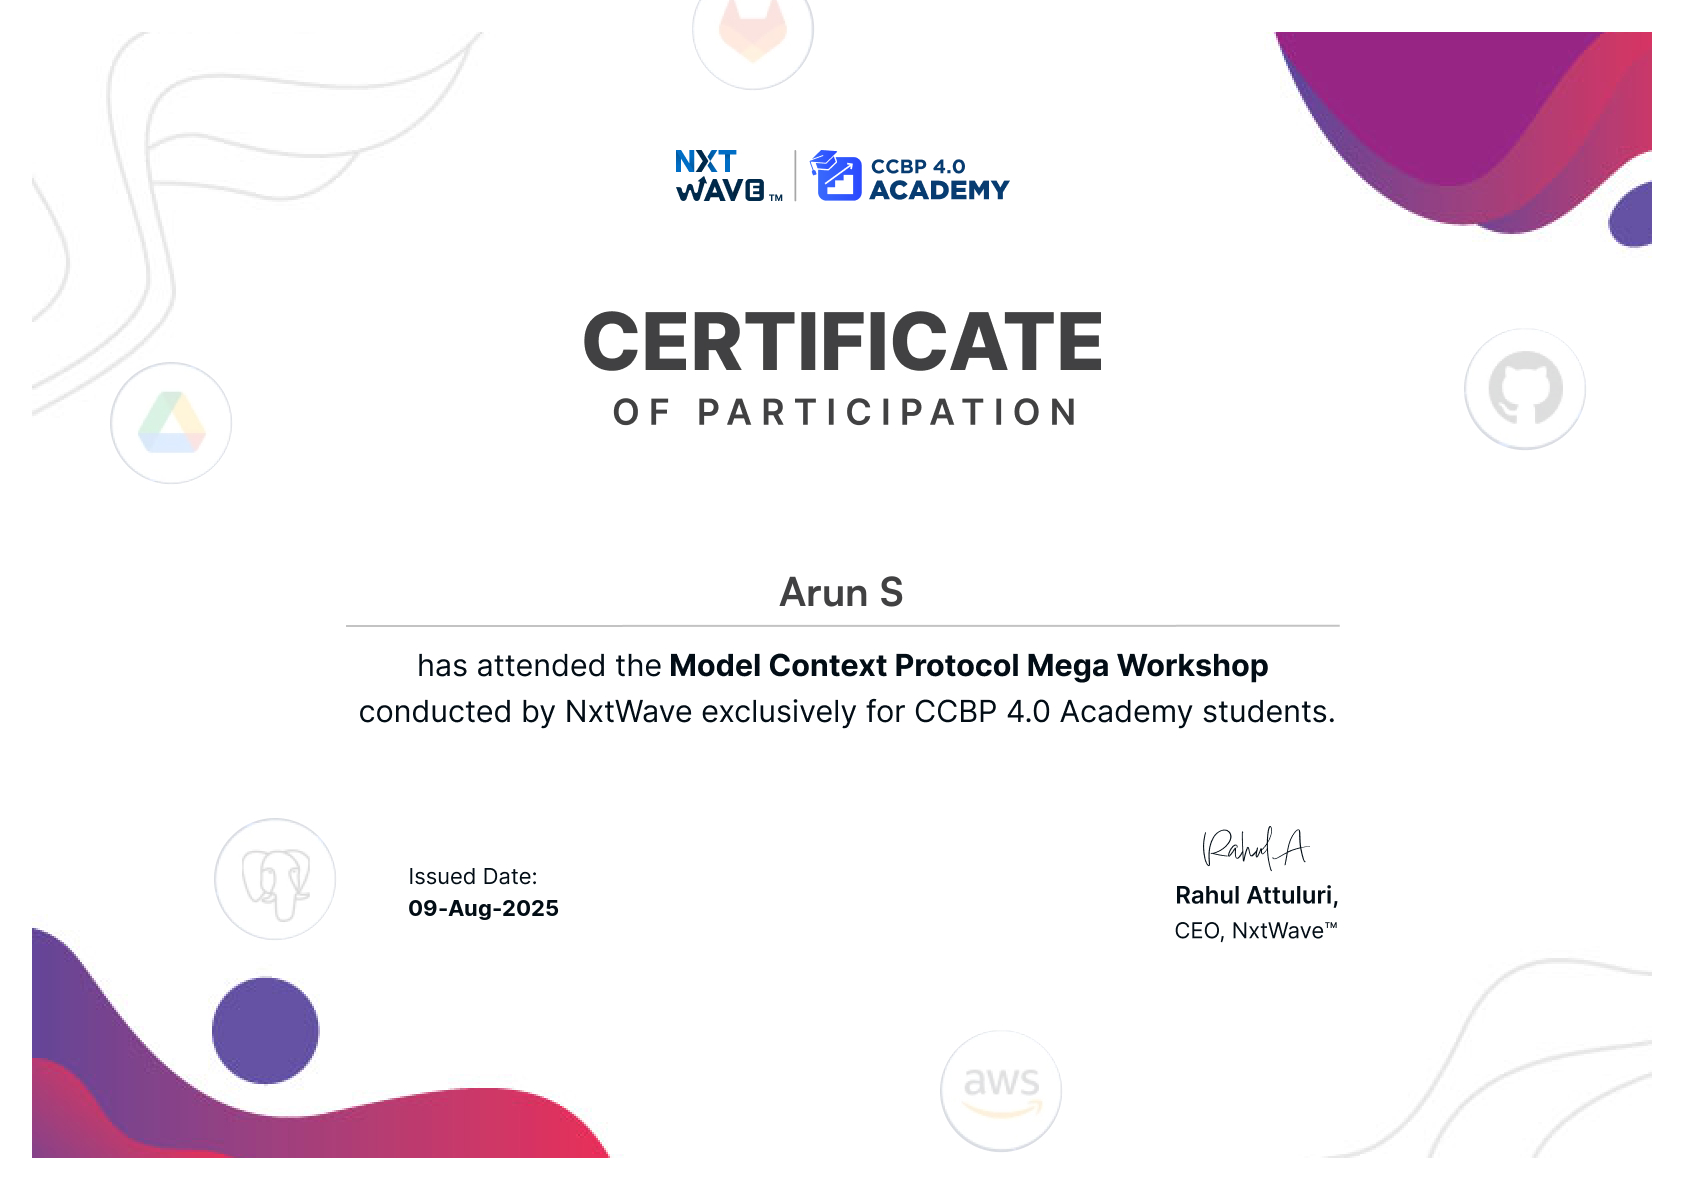 NXT
WAVE™
CCBP 4.0
ACADEMY
CERTIFICATE
OF PARTICIPATION
Arun S
has attended the Model Context Protocol Mega Workshop
conducted by NxtWave exclusively for CCBP 4.0 Academy students.
Issued Date:
09-Aug-2025
Rahul A
Rahul Attuluri,
CEO, NxtWave™
aws